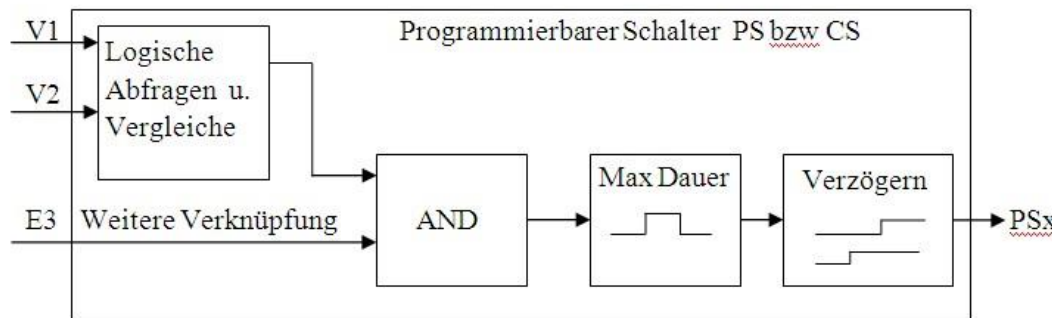 Programmierbarer Schalter PS bzw CS
V1
V2
Logische
Abfragen u.
Vergleiche
E3 Weitere Verknüpfung
AND
Max Dauer
Verzögern
PSx